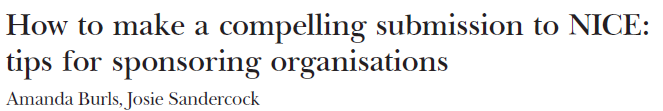 How to make a compelling submission to NICE:
tips for sponsoring organisations
Amanda Burls, Josie Sandercock